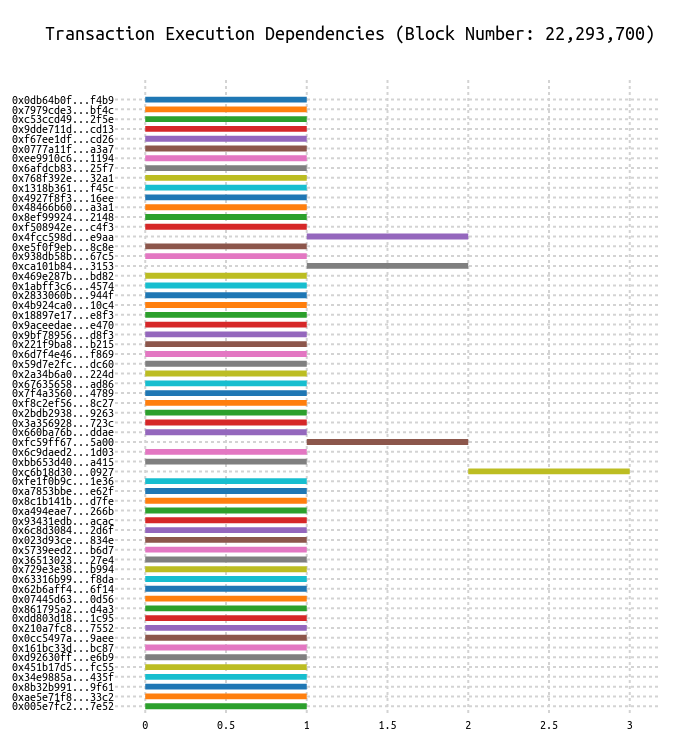 Transaction Execution Dependencies (Block Number: 22,293,700)
0x0db64b0f...f4b9
0x7979cde3...bf4c
0xc53ccd49...2f5e
0x9dde711d...cd13
0xf67ee1df...cd26
0x0777a11f...a3a7
0xee9910c6...1194
0x6afdcb83...25f7
0x768f392e...32a1
0x1318b361...f45c
0x4927f8f3...16ee
0x48466b60...a3a1
0x8ef99924...2148
0xf508942e...c4f3
0x4fcc598d...e9aa
0xe5f0f9eb...8c8e
0x938db58b...67c5
0xca101b84...3153
0x469e287b...bd82
0x1abff3c6...4574
0x2833060b...944f
0x4b924ca0...10c4
0x18897e17...e8f3
0x9aceedae...e470
0x9bf78956...d8f3
0x221f9ba8...b215
0x6d7f4e46...f869
0x59d7e2fc...dc60
0x2a34b6a0...224d
0x67635658...ad86
0x7f4a3560...4789
0xf8c2ef56...8c27
0x2bdb2938...9263
0x3a356928...723c
0x660ba76b...ddae
0xfc59ff67...5a00
0x6c9daed2...1d03
0xbb653d40...a415
0xc6b18d30...0927
0xfe1f0b9c...1e36
0xa7853bbe...e62f
0x8c1b141b...d7fe
0xa494eae7...266b
0x93431edb...acac
0x6c8d3084...2d6f
0x023d93ce...834e
0x5739eed2...b6d7
0x36513023...27e4
0x729e3e38...b994
0x63316b99...f8da
0x62b6aff4...6f14
0x07445d63...0d56
0x861795a2...d4a3
0xdd803d18...1c95
0x210a7fc8...7552
0x0cc5497a...9aee
0x161bc33d...bc87
0xd92630ff...e6b9
0x451b17d5...fc55
0x34e9885a...435f
0x8b32b991...9f61
0xae5e71f8...33c2
0x005e7fc2...7e52
0 0.5 1 1.5 2 2.5 3